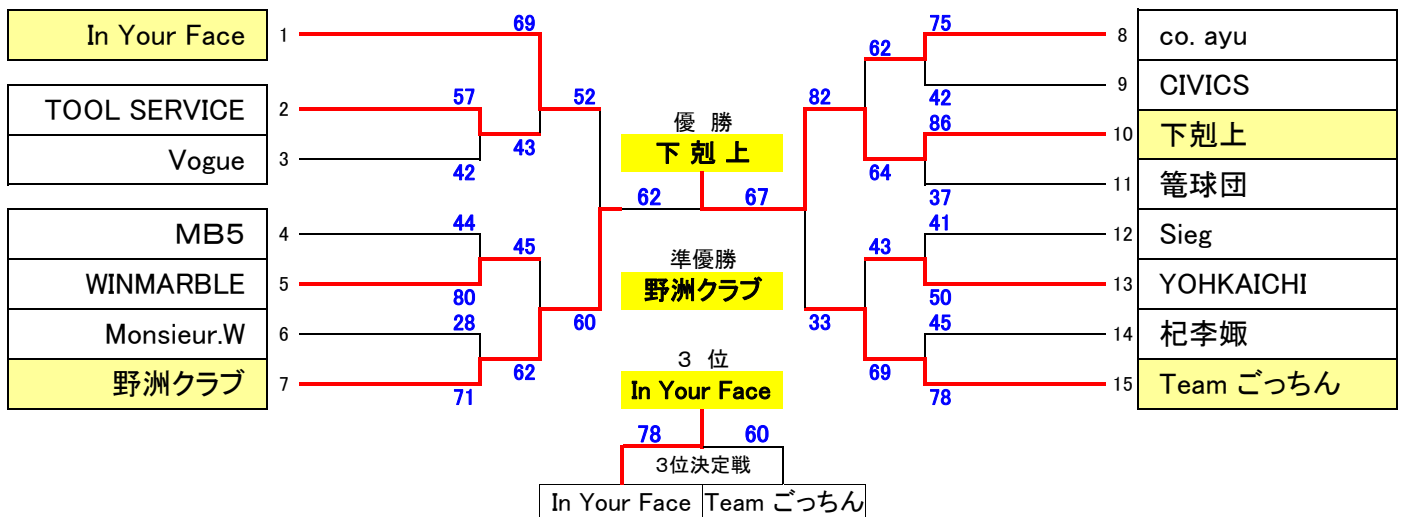 In Your Face 1
TOOL SERVICE 2
Vogue 3
MB5 4
WINMARBLE 5
Monsieur.W 6
野洲クラブ 7
69
57
42
43
52
44
80
45
28
71
62
60
優 勝
下 剋 上
62 67
準優勝
野洲クラブ
3 位
In Your Face
78 60
3位決定戦
In Your Face Team ごっちん
75
62
42
86
82
64
37
41
43
50
45
33
69
78
8 co. ayu
9 CIVICS
10 下剋上
11 篭球団
12 Sieg
13 YOHKAICHI
14 杞李娵
15 Team ごっちん